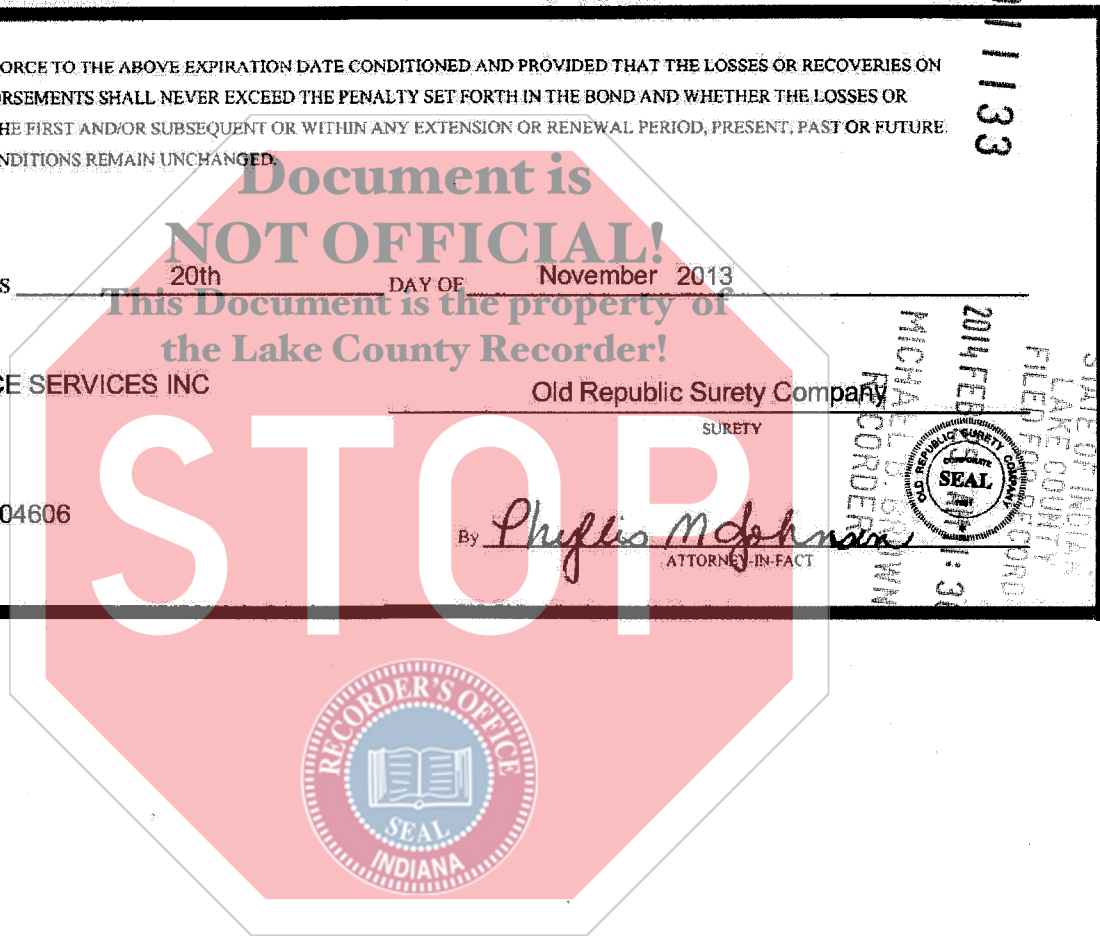 ORCE TO THE ABOVE EXPIRATION DATE CONDITIONED AND PROVIDED THAT THE LOSSES OR RECOVERIES ON
RSEMENTS SHALL NEVER EXCEED THE PENALTY SET FORTH IN THE BOND AND WHETHER THE LOSSES OR
HE FIRST AND/OR SUBSEQUENT OR WITHIN ANY EXTENSION OR RENEWAL PERIOD, PRESENT, PAST OR FUTURE.
NDITIONS REMAIN UNCHANGED.
Document is
NOT OFFICIAL!
S 20th DAY OF November 2013
This Document is the property of
the Lake County Recorder!
CE SERVICES INC
Old Republic Surety Company
SURETY
STOP
04606
By Phyllis M Johnson
ATTORNEY-IN-FACT
OLD REPUBLIC SURETY COMPANY
CORPORATE
SEAL
33
STATE OF INDIANA
LAKE COUNTY
FILED FOR RECORD
2014 FEB
MICHAEL B. BROWN
RECORDER
RECORDER'S OFFICE
SEAL
INDIANA